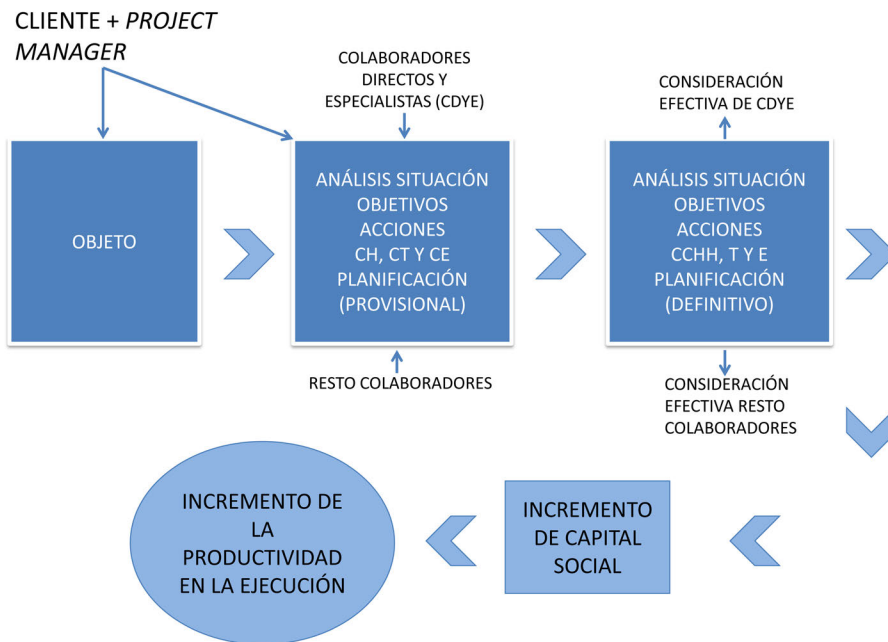 CLIENTE + PROJECT
MANAGER
COLABORADORES
DIRECTOS Y
ESPECIALISTAS (CDYE)
CONSIDERACIÓN
EFECTIVA DE CDYE
OBJETO
ANÁLISIS SITUACIÓN
OBJETIVOS
ACCIONES
CH, CT Y CE
PLANIFICACIÓN
(PROVISIONAL)
ANÁLISIS SITUACIÓN
OBJETIVOS
ACCIONES
CCHH, T Y E
PLANIFICACIÓN
(DEFINITIVO)
RESTO COLABORADORES
CONSIDERACIÓN
EFECTIVA RESTO
COLABORADORES
INCREMENTO
DE CAPITAL
SOCIAL
INCREMENTO DE
LA
PRODUCTIVIDAD
EN LA EJECUCIÓN